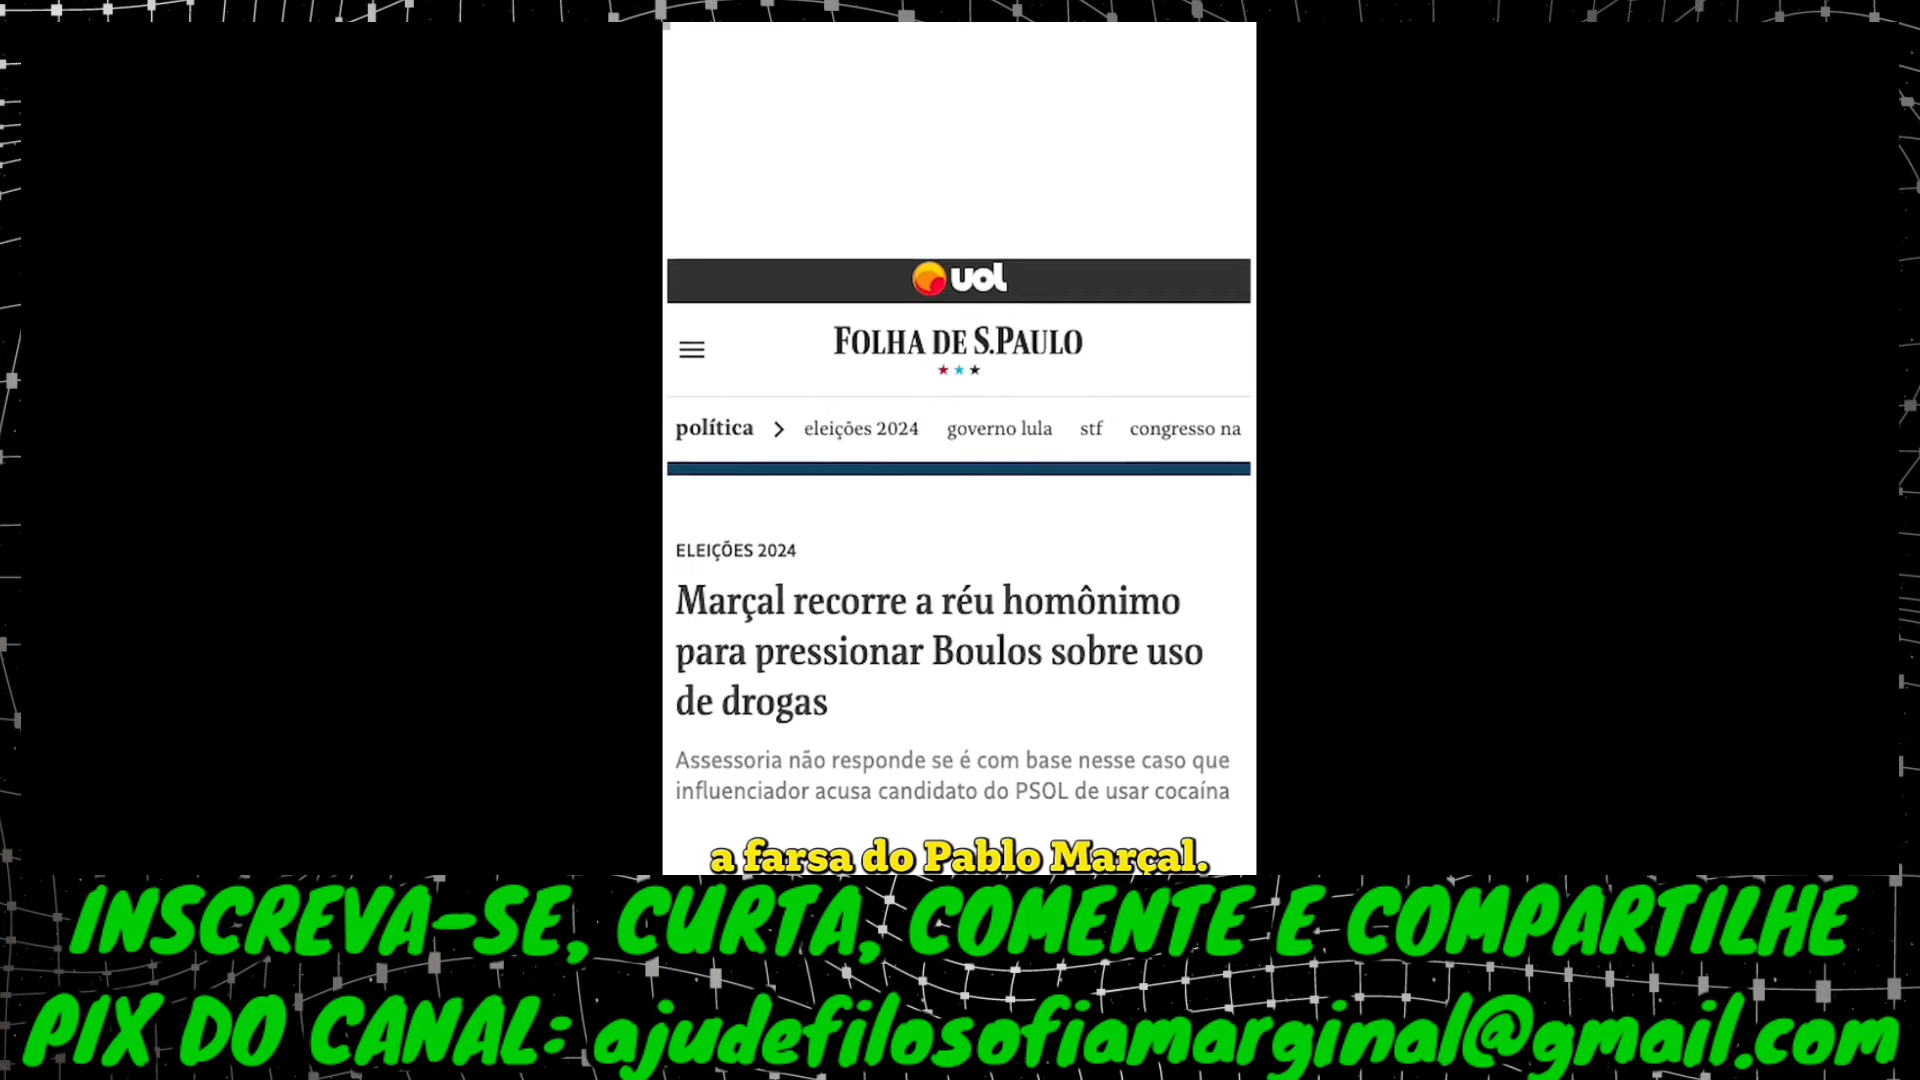 uol
FOLHA DE S.PAULO
política
eleições 2024
governo lula
stf
congresso na
ELEIÇÕES 2024
Marçal recorre a réu homônimo
para pressionar Boulos sobre uso
de drogas
Assessoria não responde se é com base nesse caso que
influenciador acusa candidato do PSOL de usar cocaína
a farsa do Pablo Marçal.
INSCREVA-SE, CURTA, COMENTE E COMPARTILHE
PIX DO CANAL: ajudefilosofiamarginal@gmail.com